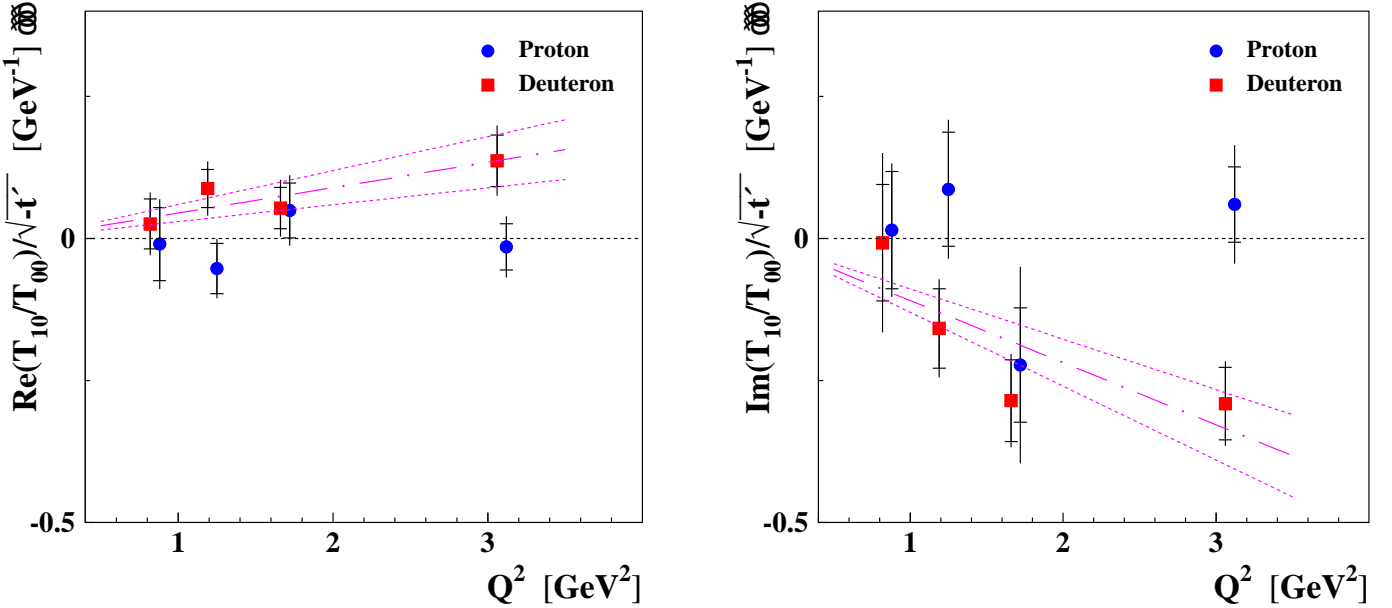 Re(T₁₀/T₀₀)/√-t′ [GeV⁻¹]
Proton
Deuteron
0
-0.5
1
2
3
Q² [GeV²]
Im(T₁₀/T₀₀)/√-t′ [GeV⁻¹]
Proton
Deuteron
0
-0.5
1
2
3
Q² [GeV²]